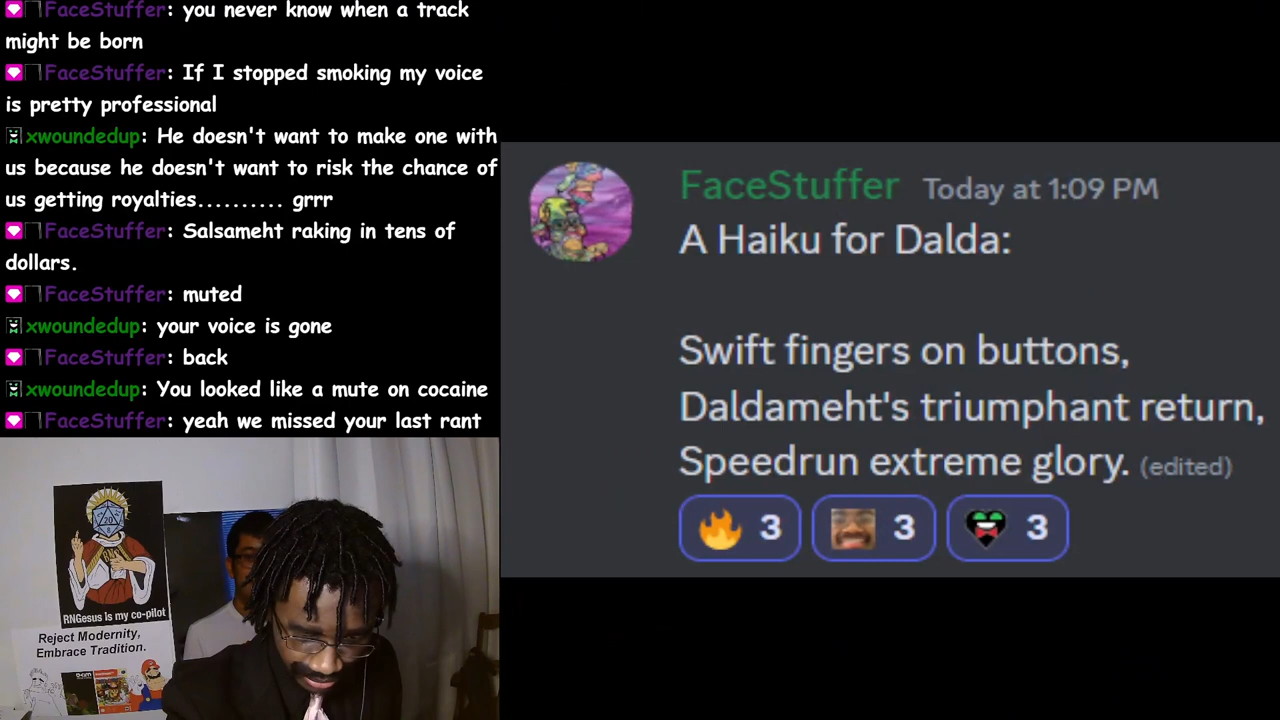 FaceStuffer: you never know when a track
might be born
FaceStuffer: If I stopped smoking my voice
is pretty professional
xwoundedup: He doesn't want to make one with
us because he doesn't want to risk the chance of
us getting royalties.......... grrr
FaceStuffer: Salsameht raking in tens of
dollars.
FaceStuffer: muted
xwoundedup: your voice is gone
FaceStuffer: back
xwoundedup: You looked like a mute on cocaine
FaceStuffer: yeah we missed your last rant
FaceStuffer Today at 1:09 PM
A Haiku for Dalda:
Swift fingers on buttons,
Daldameht's triumphant return,
Speedrun extreme glory. (edited)
3 3 3
20
RNGesus is my co-pilot
Reject Modernity,
Embrace Tradition.